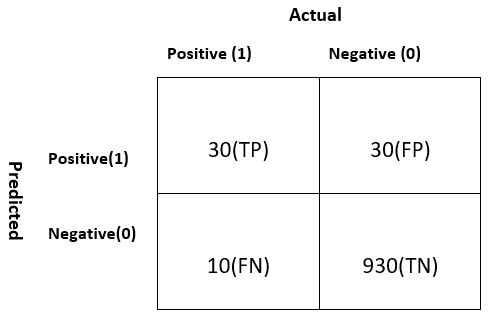 Actual
Positive (1) Negative (0)
Predicted
Positive(1) 30(TP) 30(FP)
Negative(0) 10(FN) 930(TN)